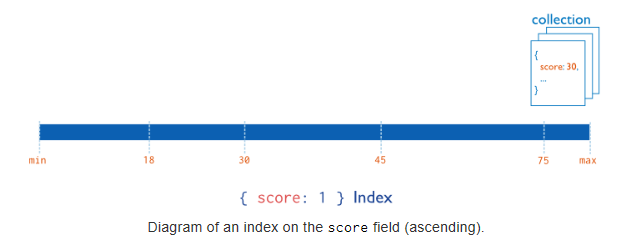 collection
{
score: 30,
...
}
min 18 30 45 75 max
{ score: 1 } Index
Diagram of an index on the score field (ascending).